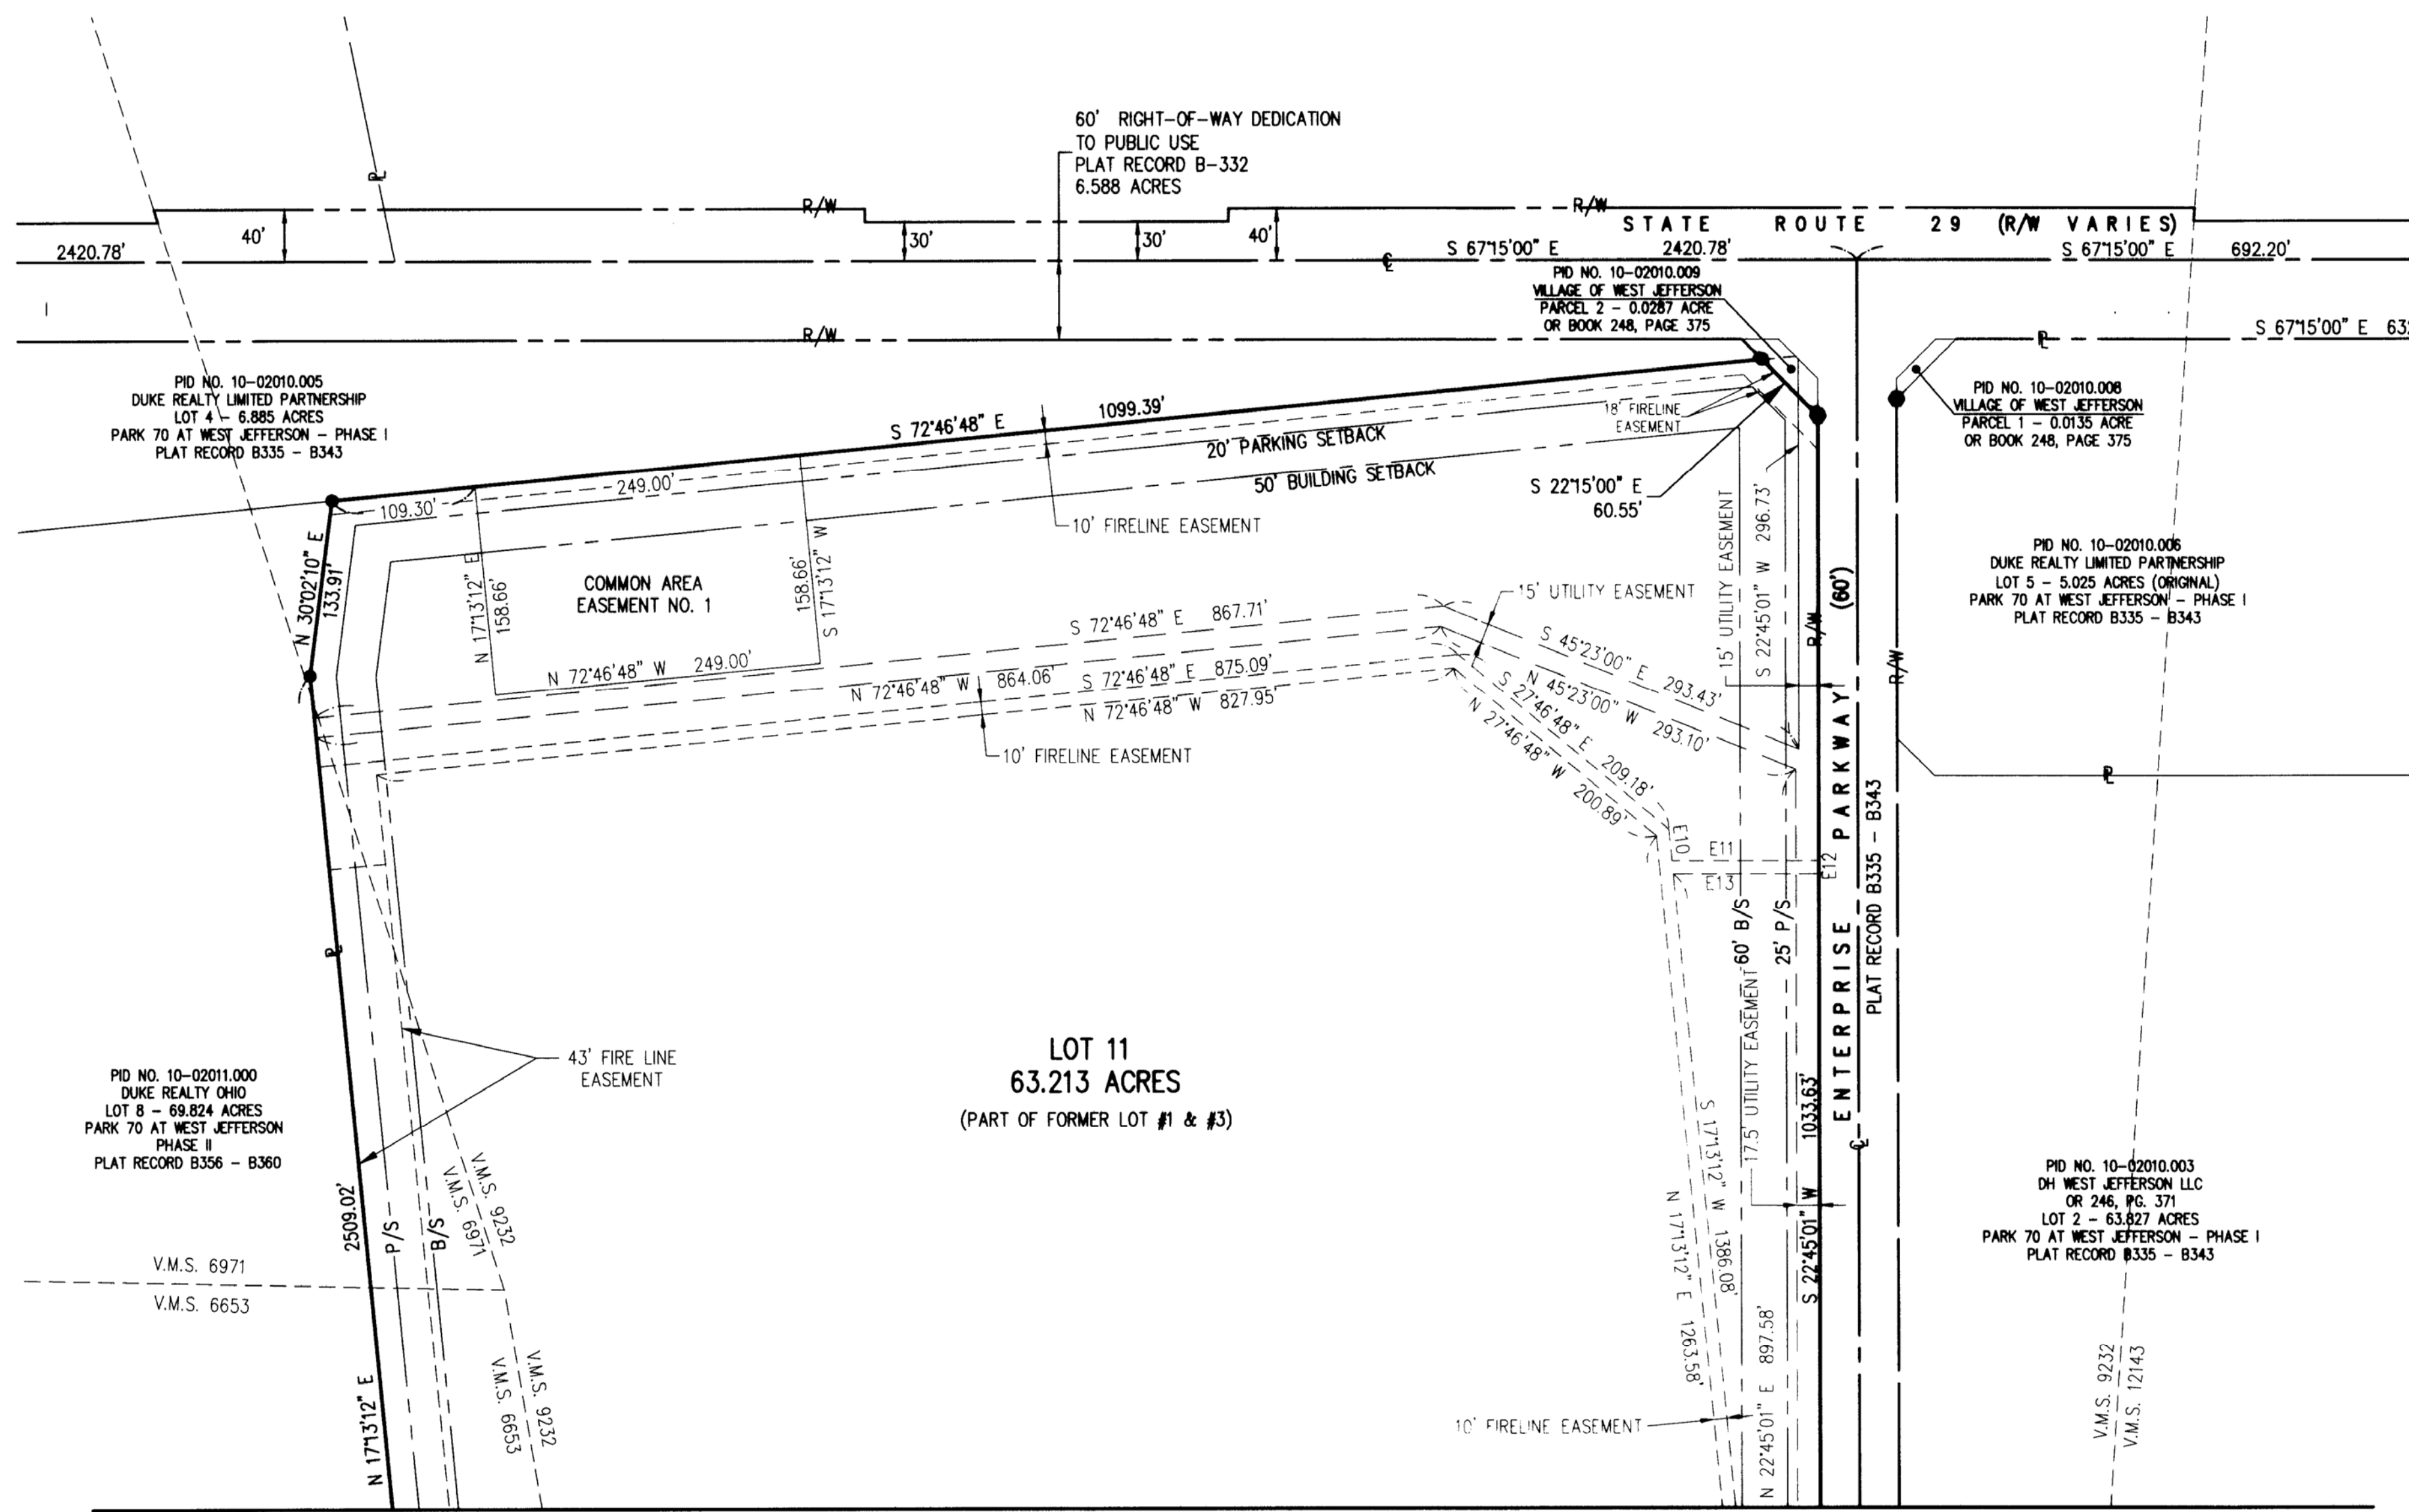 60' RIGHT-OF-WAY DEDICATION
TO PUBLIC USE
PLAT RECORD B-332
6.588 ACRES
R/W
R/W
STATE ROUTE 29 (R/W VARIES)
40'
30'
30'
40'
2420.78'
S 67°15'00" E 2420.78'
S 67°15'00" E 692.20'
PID NO. 10-02010.009
VILLAGE OF WEST JEFFERSON
PARCEL 2 - 0.0287 ACRE
OR BOOK 248, PAGE 375
R/W
S 67°15'00" E
PID NO. 10-02010.005
DUKE REALTY LIMITED PARTNERSHIP
LOT 4 - 6.885 ACRES
PARK 70 AT WEST JEFFERSON - PHASE I
PLAT RECORD B335 - B343
PID NO. 10-02010.008
VILLAGE OF WEST JEFFERSON
PARCEL 1 - 0.0135 ACRE
OR BOOK 248, PAGE 375
S 72°46'48" E 1099.39'
18' FIRELINE
EASEMENT
20' PARKING SETBACK
50' BUILDING SETBACK
S 22°15'00" E
60.55'
109.30'
249.00'
10' FIRELINE EASEMENT
N 30°02'10" E
133.91'
N 17°13'12" E
158.66'
COMMON AREA
EASEMENT NO. 1
158.66'
S 17°13'12" W
N 72°46'48" W 249.00'
S 72°46'48" E 867.71'
N 72°46'48" W 864.06'
S 72°46'48" E 875.09'
N 72°46'48" W 827.95'
10' FIRELINE EASEMENT
15' UTILITY EASEMENT
S 45°23'00" E 293.43'
N 45°23'00" W 293.10'
S 27°46'48" E 209.18'
N 27°46'48" W 200.89'
15' UTILITY EASEMENT
S 22°45'01" W 296.73'
R/W
(60')
R/W
PID NO. 10-02010.006
DUKE REALTY LIMITED PARTNERSHIP
LOT 5 - 5.025 ACRES (ORIGINAL)
PARK 70 AT WEST JEFFERSON - PHASE I
PLAT RECORD B335 - B343
E10
E11
E12
E13
ENTERPRISE PARKWAY
PLAT RECORD B335 - B343
60' B/S
25' P/S
17.5' UTILITY EASEMENT
1033.63'
S 22°45'01" W
LOT 11
63.213 ACRES
(PART OF FORMER LOT #1 & #3)
43' FIRE LINE
EASEMENT
PID NO. 10-02011.000
DUKE REALTY OHIO
LOT 8 - 69.824 ACRES
PARK 70 AT WEST JEFFERSON
PHASE II
PLAT RECORD B356 - B360
PID NO. 10-02010.003
DH WEST JEFFERSON LLC
OR 246, PG. 371
LOT 2 - 63.827 ACRES
PARK 70 AT WEST JEFFERSON - PHASE I
PLAT RECORD B335 - B343
V.M.S. 9232
V.M.S. 6971
2509.02'
P/S
B/S
V.M.S. 6971
V.M.S. 6653
N 17°13'12" E
V.M.S. 9232
V.M.S. 6653
S 17°13'12" W 1386.08'
N 17°13'12" E 1263.58'
N 22°45'01" E 897.58'
10' FIRELINE EASEMENT
V.M.S. 9232
V.M.S. 12143